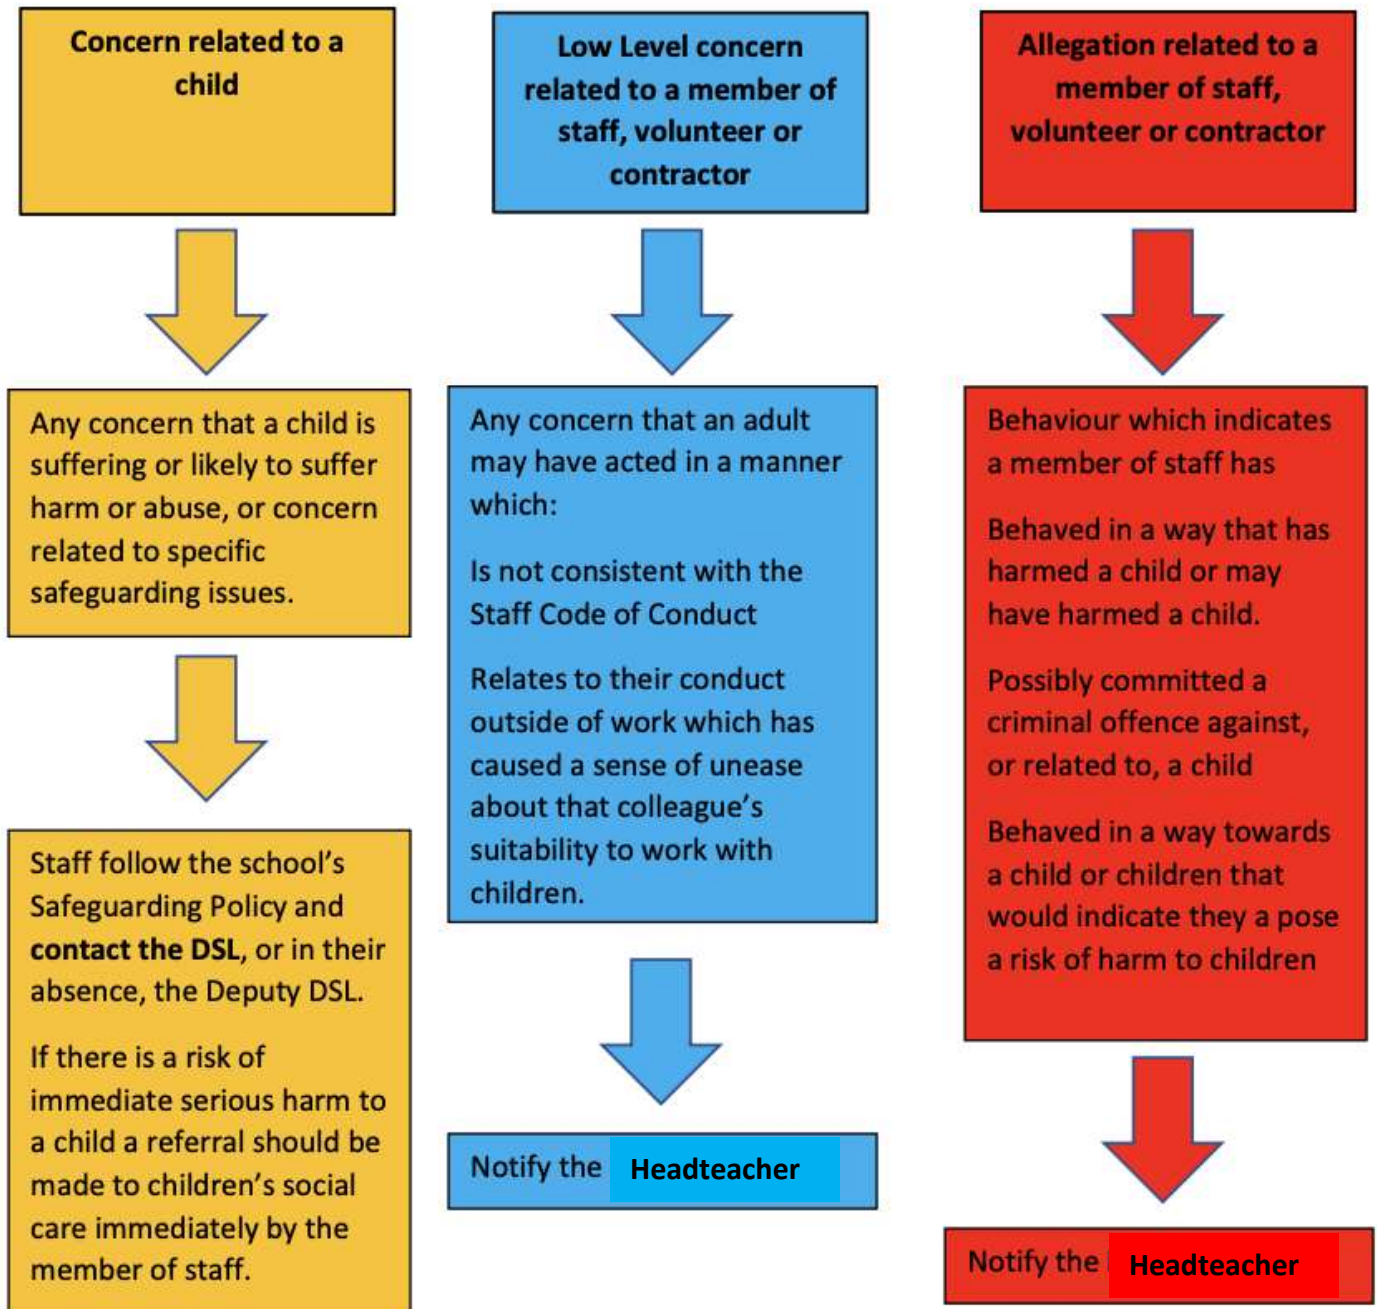 Concern related to a
child
Any concern that a child is
suffering or likely to suffer
harm or abuse, or concern
related to specific
safeguarding issues.
Staff follow the school’s
Safeguarding Policy and
contact the DSL, or in their
absence, the Deputy DSL.
If there is a risk of
immediate serious harm to
a child a referral should be
made to children’s social
care immediately by the
member of staff.
Low Level concern
related to a member of
staff, volunteer or
contractor
Any concern that an adult
may have acted in a manner
which:
Is not consistent with the
Staff Code of Conduct
Relates to their conduct
outside of work which has
caused a sense of unease
about that colleague’s
suitability to work with
children.
Notify the Headteacher
Allegation related to a
member of staff,
volunteer or contractor
Behaviour which indicates
a member of staff has
Behaved in a way that has
harmed a child or may
have harmed a child.
Possibly committed a
criminal offence against,
or related to, a child
Behaved in a way towards
a child or children that
would indicate they a pose
a risk of harm to children
Notify the Headteacher